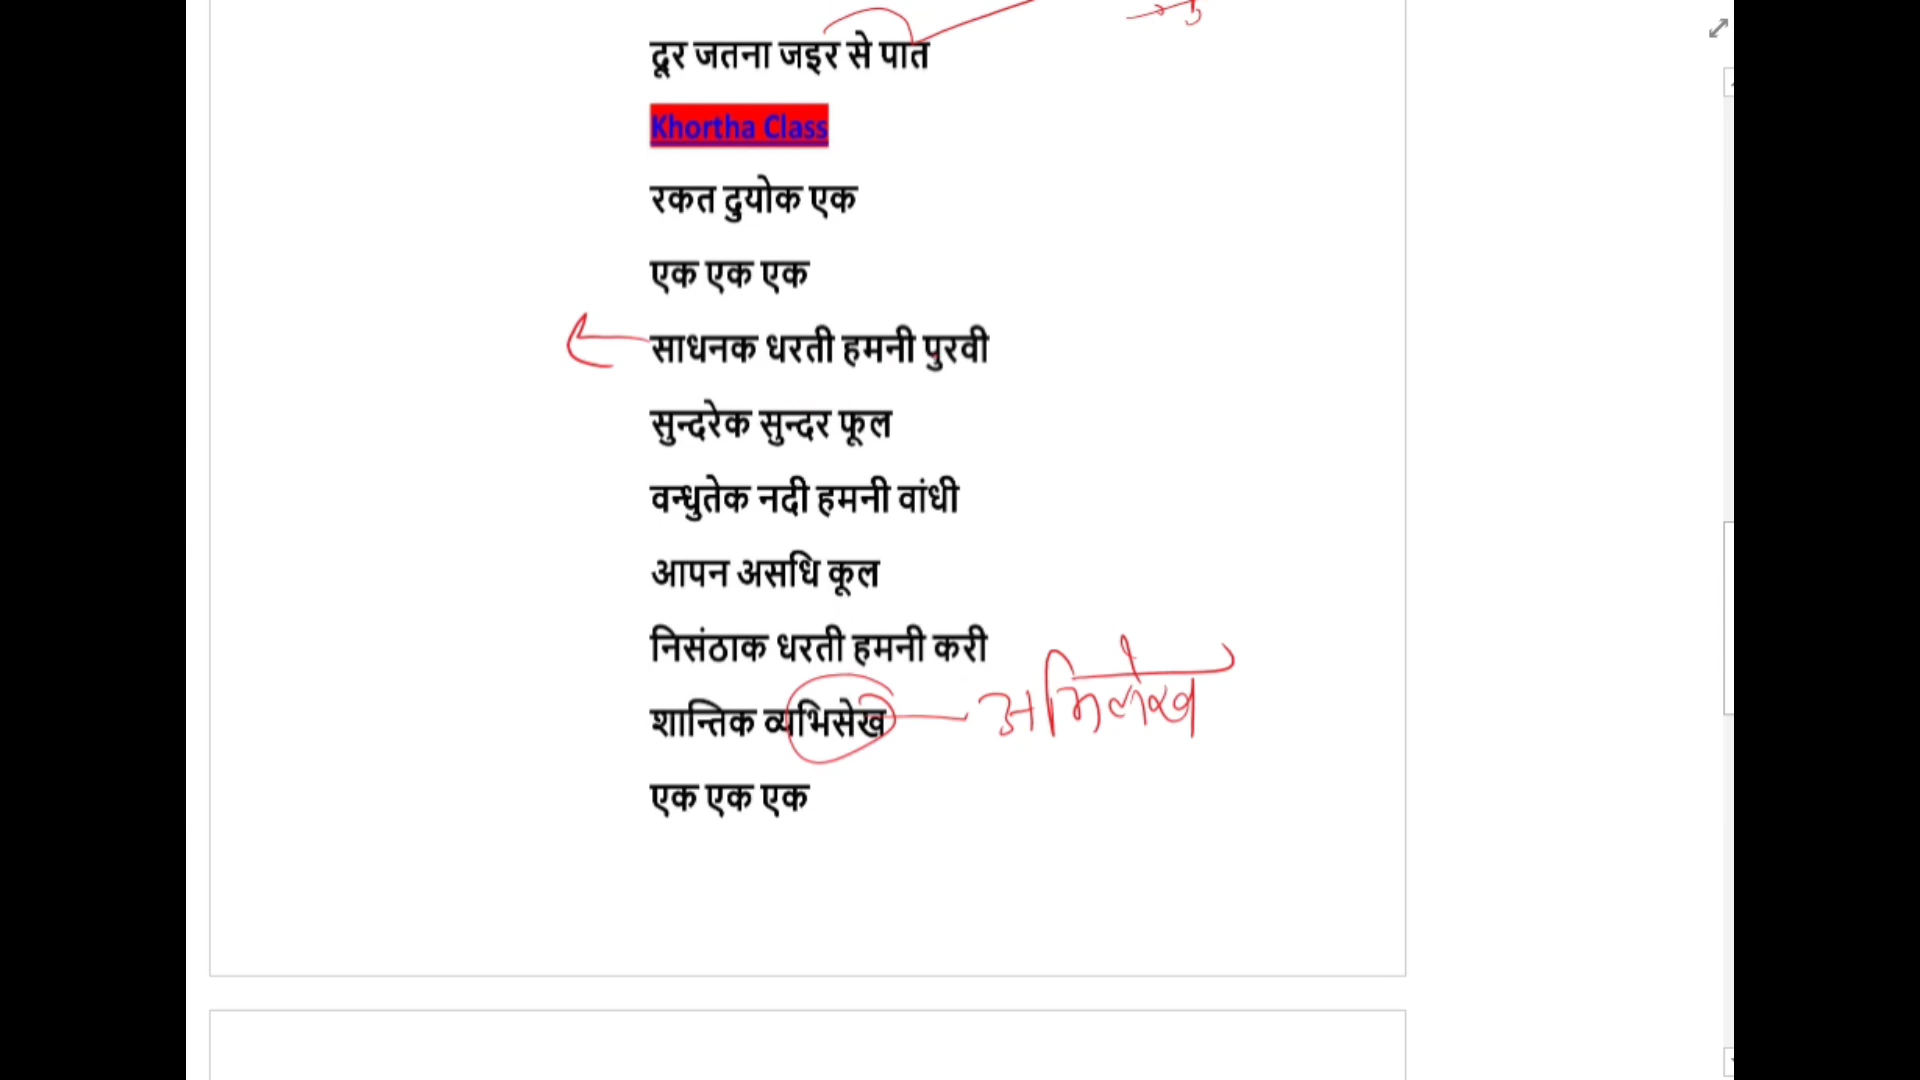 दूर जतना जइर से पात
Khortha Class
रकत दुयोक एक
एक एक एक
साधनक धरती हमनी पुरवी
सुन्दरेक सुन्दर फूल
वन्धुतेक नदी हमनी वांधी
आपन असधि कूल
निसंठाक धरती हमनी करी
शान्तिक व्यभिसेख
अभिलेख
एक एक एक